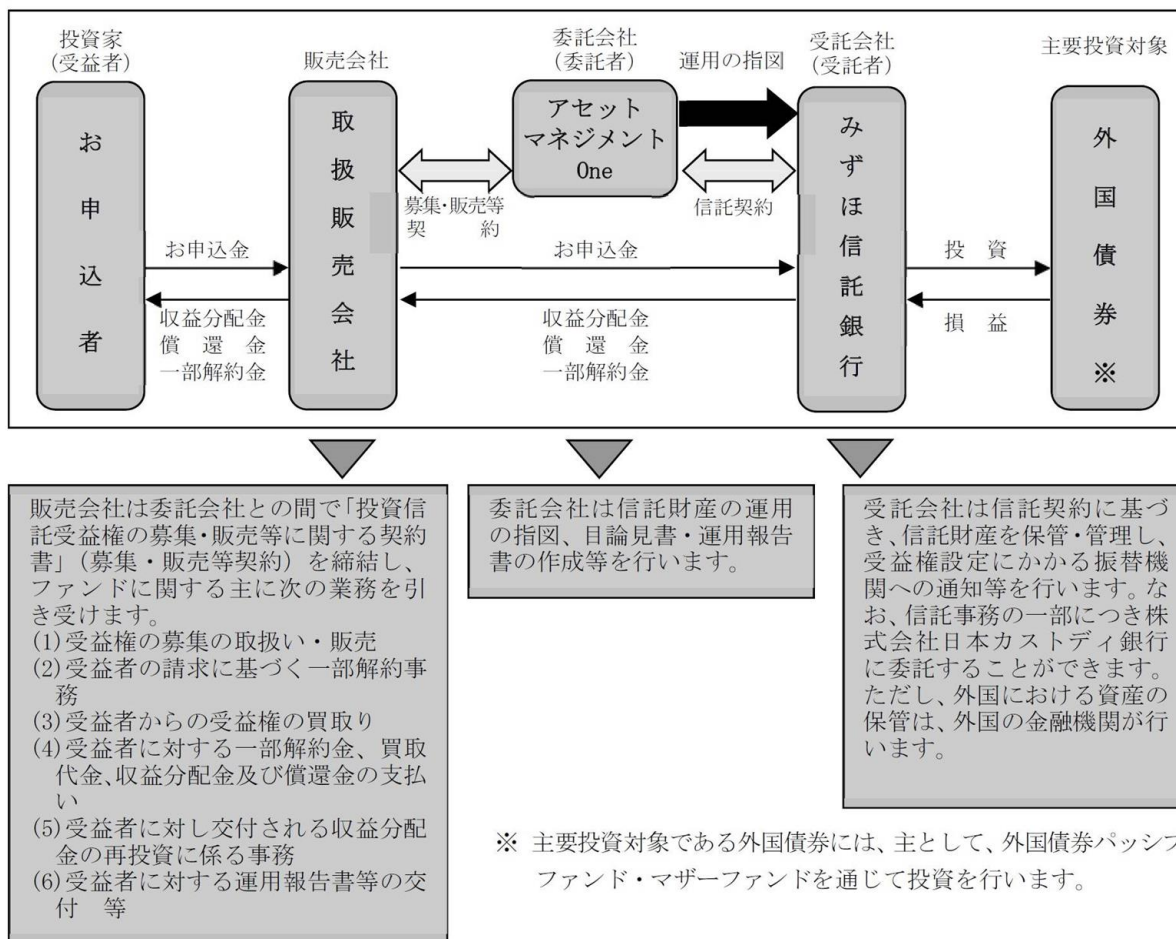 投資家
(受益者)
販売会社
委託会社
(委託者)
運用の指図
受託会社
(受託者)
主要投資対象
お申込者
取扱販売会社
アセット
マネジメント
One
みずほ信託銀行
外国債券※
募集・販売等
契　　約
信託契約
お申込金
お申込金
投　資
収益分配金
償　還　金
一部解約金
収益分配金
償　還　金
一部解約金
損　益
販売会社は委託会社との間で「投資信
託受益権の募集・販売等に関する契約
書」（募集・販売等契約）を締結し、
ファンドに関する主に次の業務を引
き受けます。
(1)受益権の募集の取扱い・販売
(2)受益者の請求に基づく一部解約事
務
(3)受益者からの受益権の買取り
(4)受益者に対する一部解約金、買取
代金、収益分配金及び償還金の支払
い
(5)受益者に対し交付される収益分配
金の再投資に係る事務
(6)受益者に対する運用報告書等の交
付　等
委託会社は信託財産の運用
の指図、目論見書・運用報告
書の作成等を行います。
受託会社は信託契約に基づ
き、信託財産を保管・管理し、
受益権設定にかかる振替機
関への通知等を行います。な
お、信託事務の一部につき株
式会社日本カストディ銀行
に委託することができます。
ただし、外国における資産の
保管は、外国の金融機関が行
います。
※ 主要投資対象である外国債券には、主として、外国債券パッシブ
ファンド・マザーファンドを通じて投資を行います。